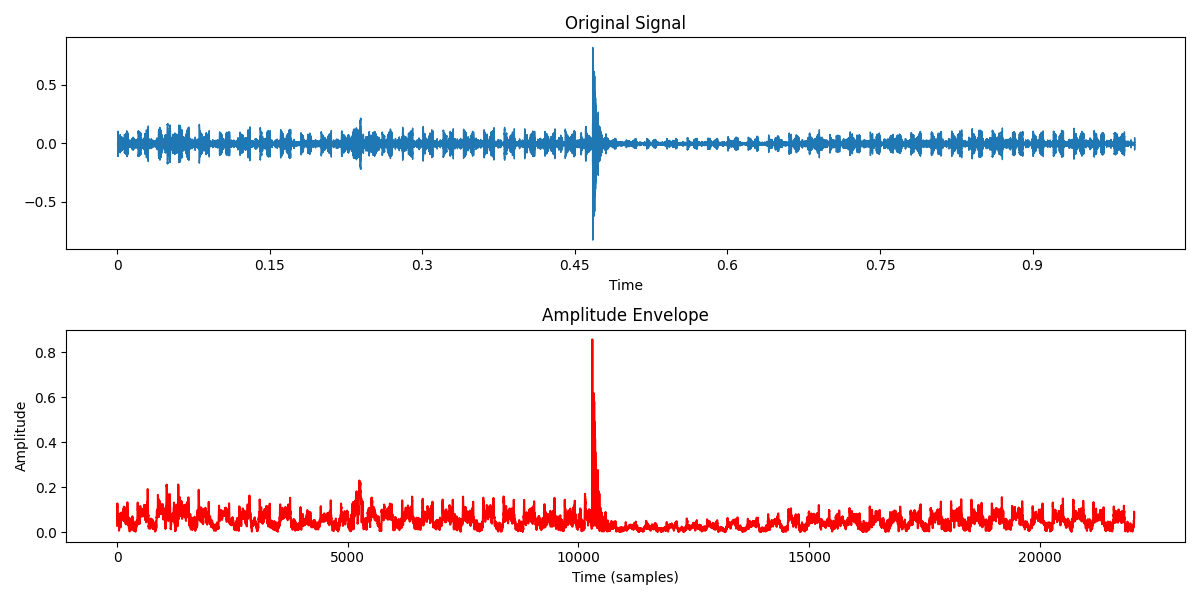 Original Signal
0.5
0.0
−0.5
0 0.15 0.3 0.45 0.6 0.75 0.9
Time
Amplitude Envelope
Amplitude
0.8
0.6
0.4
0.2
0.0
0 5000 10000 15000 20000
Time (samples)